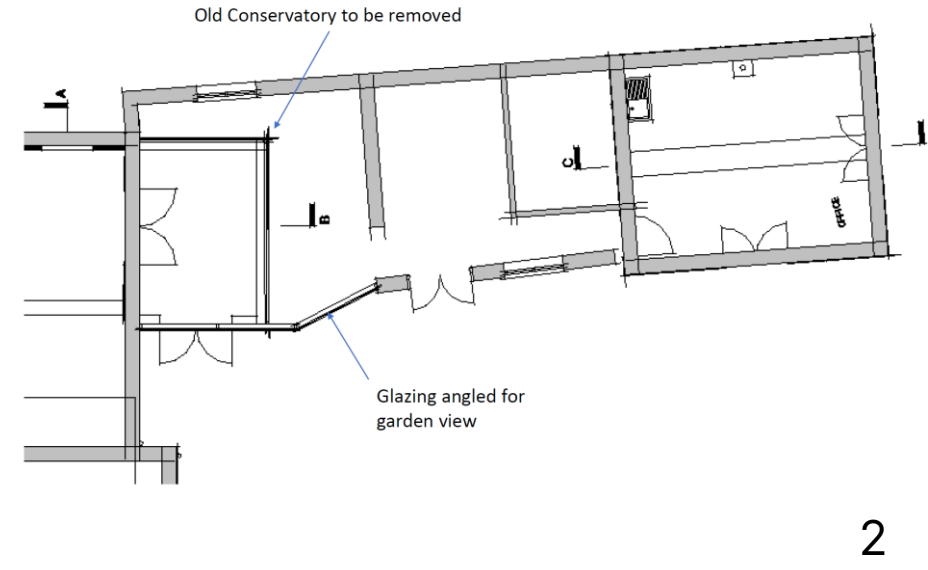 Old Conservatory to be removed
A
C
B
OFFICE
Glazing angled for
garden view
2